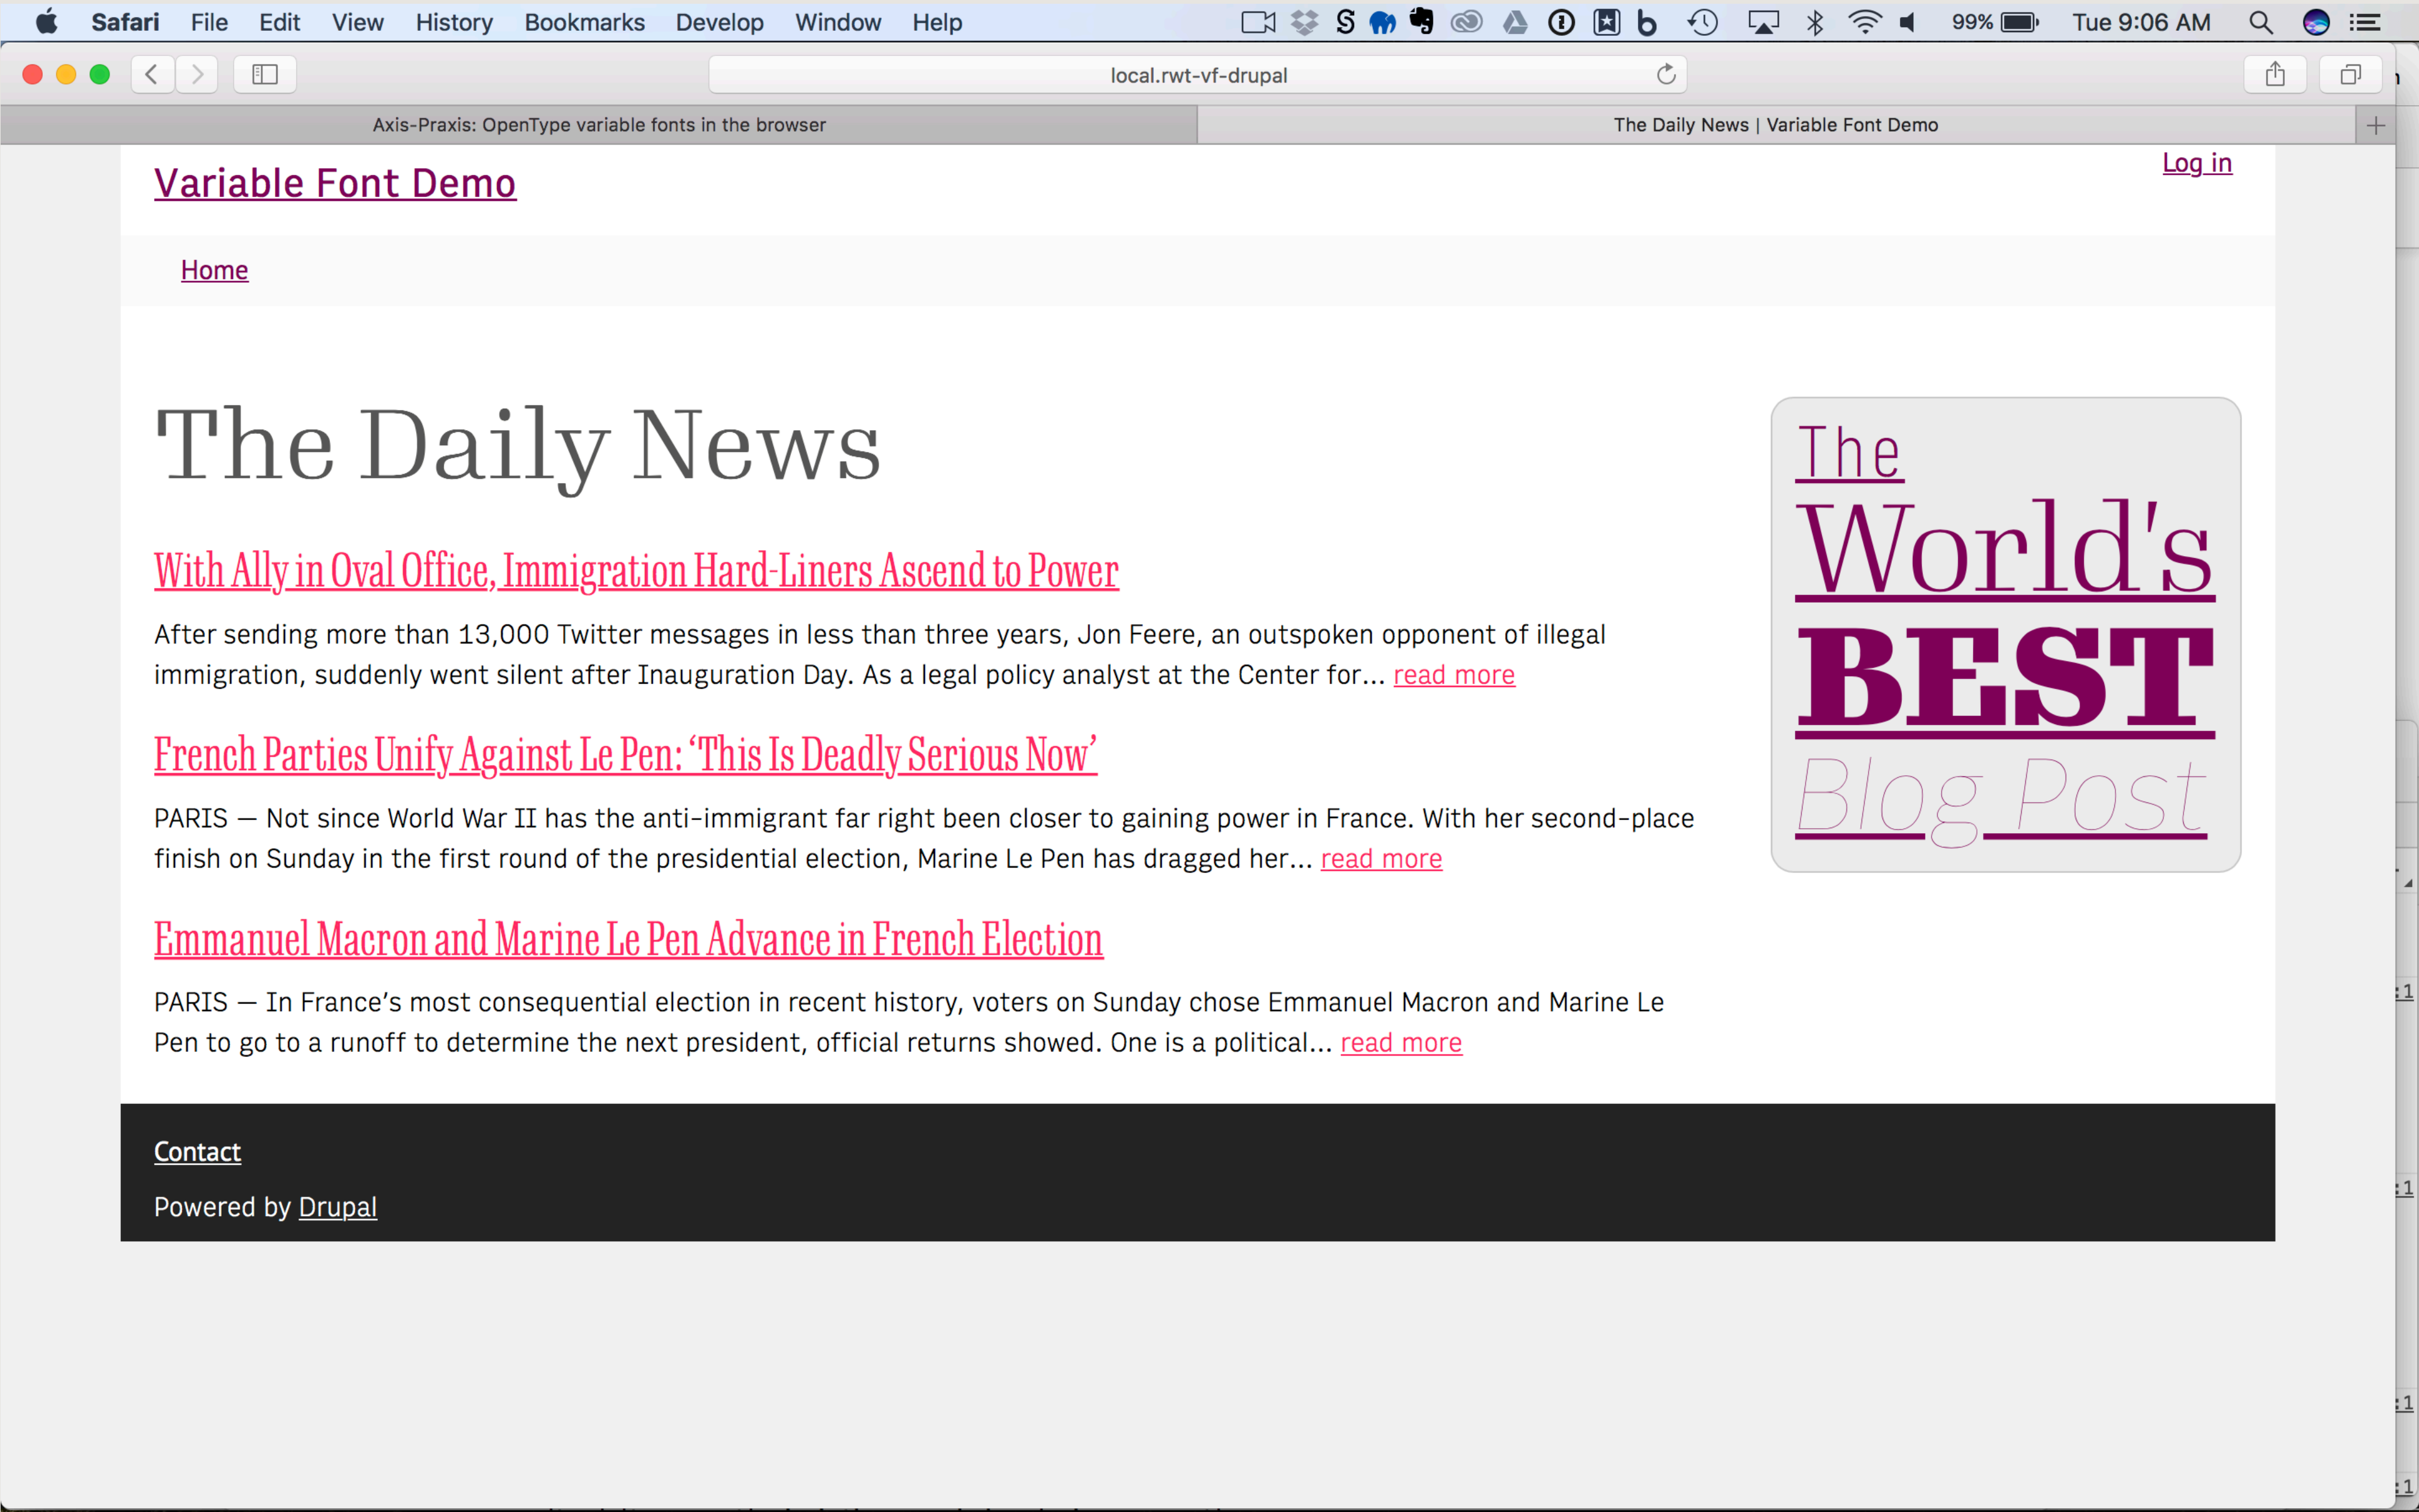 Safari File Edit View History Bookmarks Develop Window Help 99% Tue 9:06 AM
local.rwt-vf-drupal
Axis-Praxis: OpenType variable fonts in the browser
The Daily News | Variable Font Demo
Variable Font Demo
Log in
Home
The Daily News
With Ally in Oval Office, Immigration Hard-Liners Ascend to Power
After sending more than 13,000 Twitter messages in less than three years, Jon Feere, an outspoken opponent of illegal
immigration, suddenly went silent after Inauguration Day. As a legal policy analyst at the Center for... read more
French Parties Unify Against Le Pen: ‘This Is Deadly Serious Now’
PARIS — Not since World War II has the anti-immigrant far right been closer to gaining power in France. With her second-place
finish on Sunday in the first round of the presidential election, Marine Le Pen has dragged her... read more
Emmanuel Macron and Marine Le Pen Advance in French Election
PARIS — In France’s most consequential election in recent history, voters on Sunday chose Emmanuel Macron and Marine Le
Pen to go to a runoff to determine the next president, official returns showed. One is a political... read more
The
World's
BEST
Blog Post
Contact
Powered by Drupal
:1
:1
:1
:1